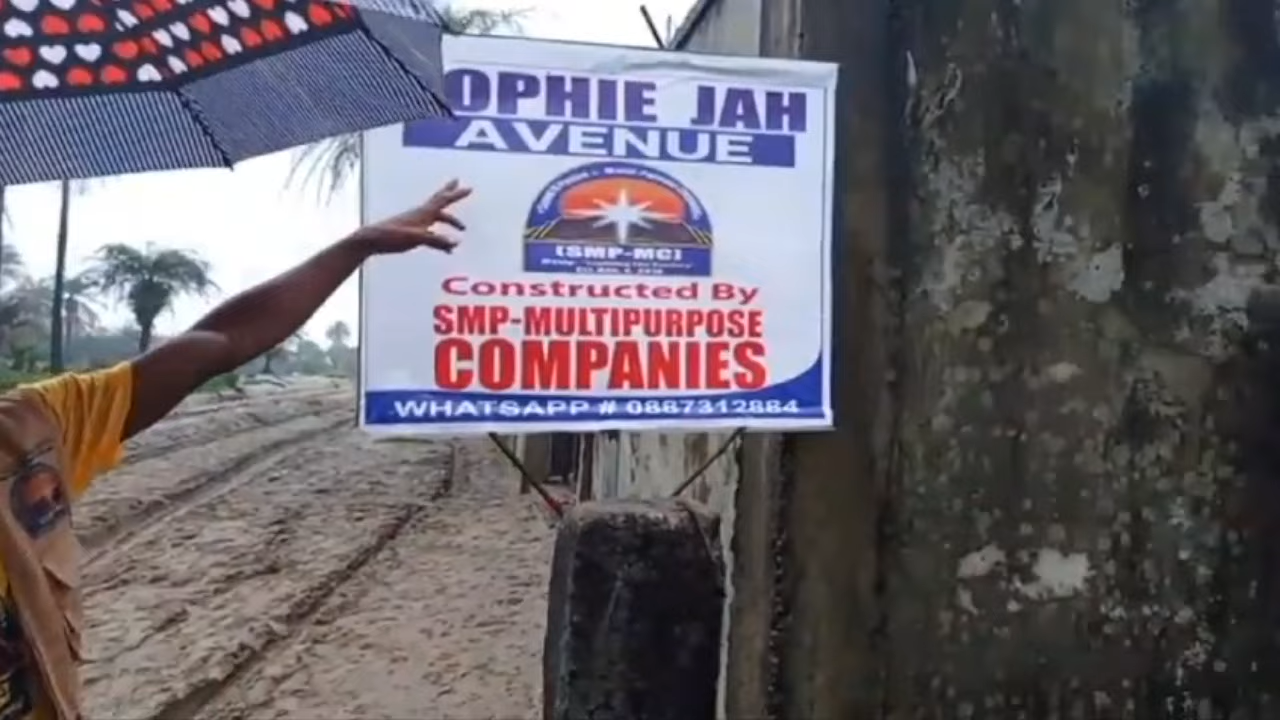 OPHIE JAH
AVENUE
[SMP-MC]
Constructed By
SMP-MULTIPURPOSE
COMPANIES
WHATSAPP # 0887312884